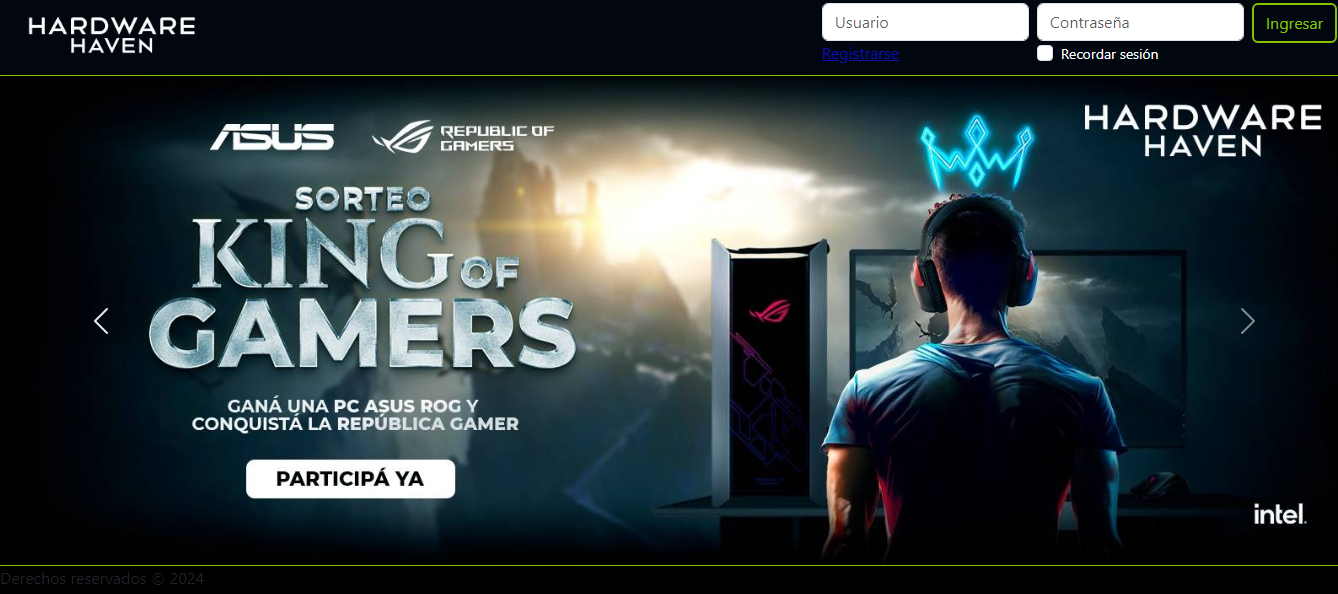 HARDWARE
HAVEN
Usuario
Contraseña
Ingresar
Registrarse
Recordar sesión
ASUS
REPUBLIC OF
GAMERS
HARDWARE
HAVEN
SORTEO
KING OF
GAMERS
GANÁ UNA PC ASUS ROG Y
CONQUISTÁ LA REPÚBLICA GAMER
PARTICIPÁ YA
intel.
Derechos reservados © 2024